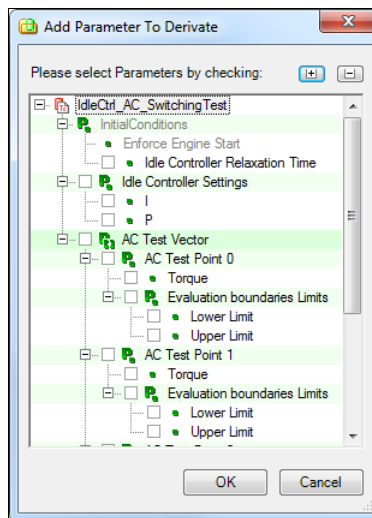 Add Parameter To Derivate
Please select Parameters by checking:
IdleCtrl_AC_SwitchingTest
InitialConditions
Enforce Engine Start
Idle Controller Relaxation Time
Idle Controller Settings
I
P
AC Test Vector
AC Test Point 0
Torque
Evaluation boundaries Limits
Lower Limit
Upper Limit
AC Test Point 1
Torque
Evaluation boundaries Limits
Lower Limit
Upper Limit
OK Cancel